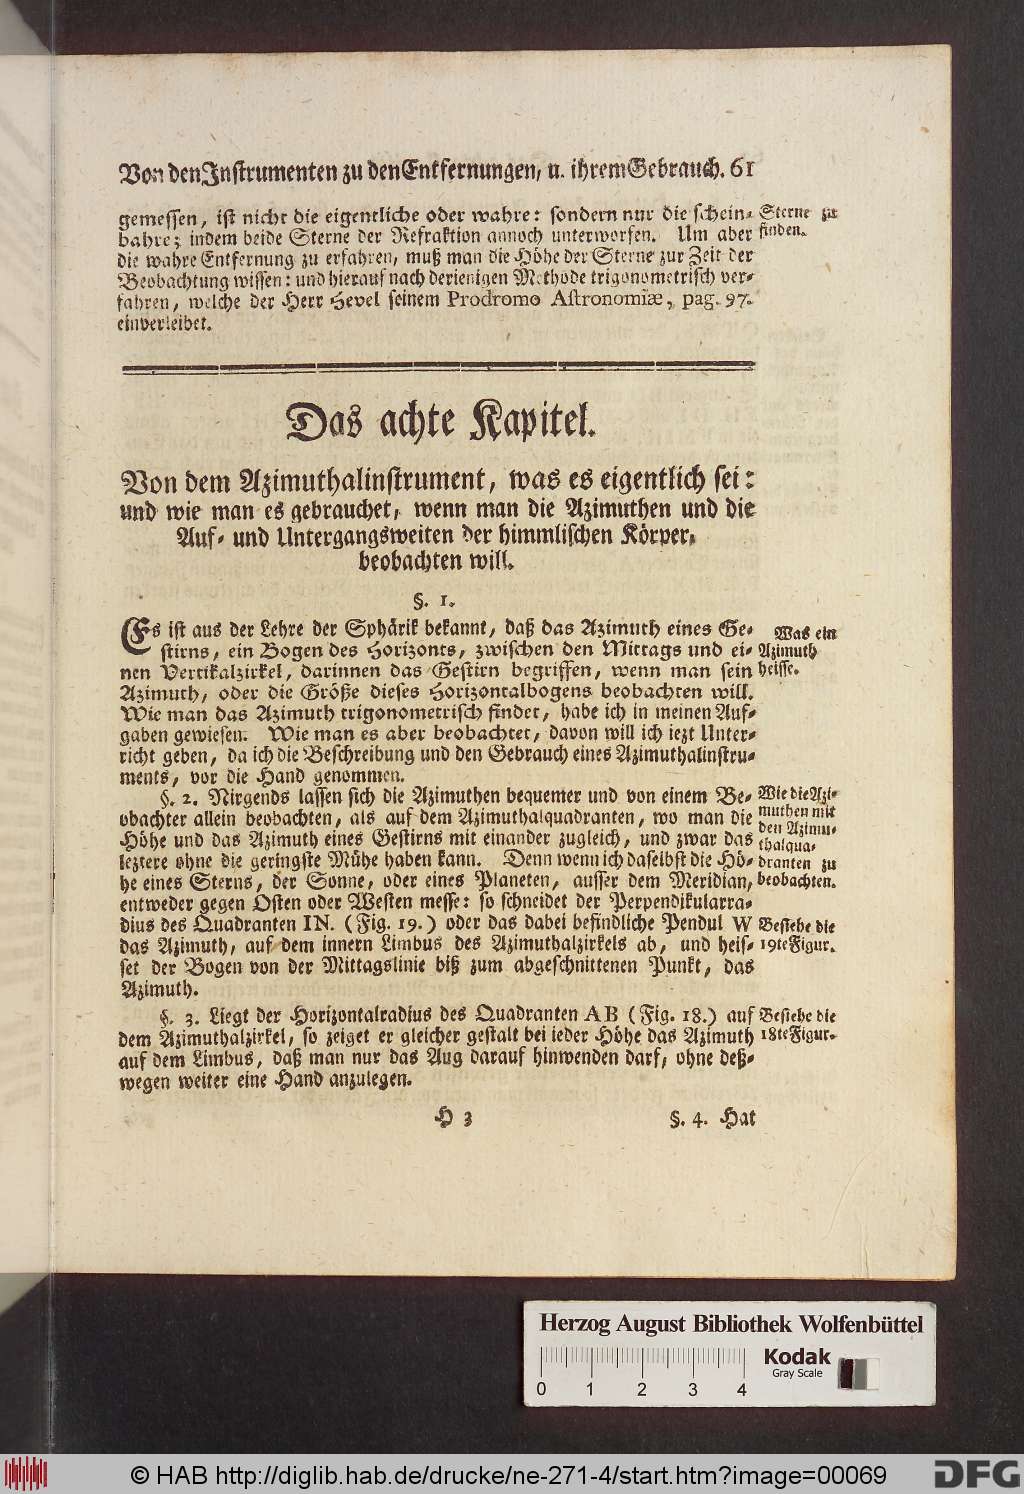 Von den Instrumenten zu den Entfernungen, u. ihrem Gebrauch. 61
gemessen, ist nicht die eigentliche oder wahre: sondern nur die schein-
bahre; indem beide Sterne der Refraktion annoch unterworfen. Um aber
die wahre Entfernung zu erfahren, muß man die Höhe der Sterne zur Zeit der
Beobachtung wissen: und hierauf nach derienigen Methode trigonometrisch ver-
fahren, welche der Herr Hevel seinem Prodromo Astronomiæ, pag. 97.
einverleibet.
Sterne zu
finden.
Das achte Kapitel.
Von dem Azimuthalinstrument, was es eigentlich sei:
und wie man es gebrauchet, wenn man die Azimuthen und die
Auf- und Untergangsweiten der himmlischen Körper,
beobachten will.
§. 1.
Es ist aus der Lehre der Sphärik bekannt, daß das Azimuth eines Ge-
stirns, ein Bogen des Horizonts, zwischen den Mittags und ei-
nen Vertikalzirkel, darinnen das Gestirn begriffen, wenn man sein
Azimuth, oder die Größe dieses Horizontalbogens beobachten will.
Wie man das Azimuth trigonometrisch findet, habe ich in meinen Auf-
gaben gewiesen. Wie man es aber beobachtet, davon will ich iezt Unter-
richt geben, da ich die Beschreibung und den Gebrauch eines Azimuthalinstru-
ments, vor die Hand genommen.
Was ein
Azimuth
heisse.
§. 2. Nirgends lassen sich die Azimuthen bequemer und von einem Be-
obachter allein beobachten, als auf dem Azimuthalquadranten, wo man die
Höhe und das Azimuth eines Gestirns mit einander zugleich, und zwar das
leztere ohne die geringste Mühe haben kann. Denn wenn ich daselbst die Hö-
he eines Sterns, der Sonne, oder eines Planeten, ausser dem Meridian,
entweder gegen Osten oder Westen messe: so schneidet der Perpendikularra-
dius des Quadranten IN. (Fig. 19.) oder das dabei befindliche Pendul W
das Azimuth, auf dem innern Limbus des Azimuthalzirkels ab, und heis-
set der Bogen von der Mittagslinie biß zum abgeschnittenen Punkt, das
Azimuth.
Wie die Azi-
muthen mit
den Azimu-
thalqua-
dranten zu
beobachten.
Besiehe die
19te Figur.
§. 3. Liegt der Horizontalradius des Quadranten AB (Fig. 18.) auf
dem Azimuthalzirkel, so zeiget er gleicher gestalt bei ieder Höhe das Azimuth
auf dem Limbus, daß man nur das Aug darauf hinwenden darf, ohne deß-
wegen weiter eine Hand anzulegen.
Besiehe die
18te Figur.
H 3
§. 4. Hat
Herzog August Bibliothek Wolfenbüttel
0 1 2 3 4
Kodak
Gray Scale
© HAB http://diglib.hab.de/drucke/ne-271-4/start.htm?image=00069
DFG